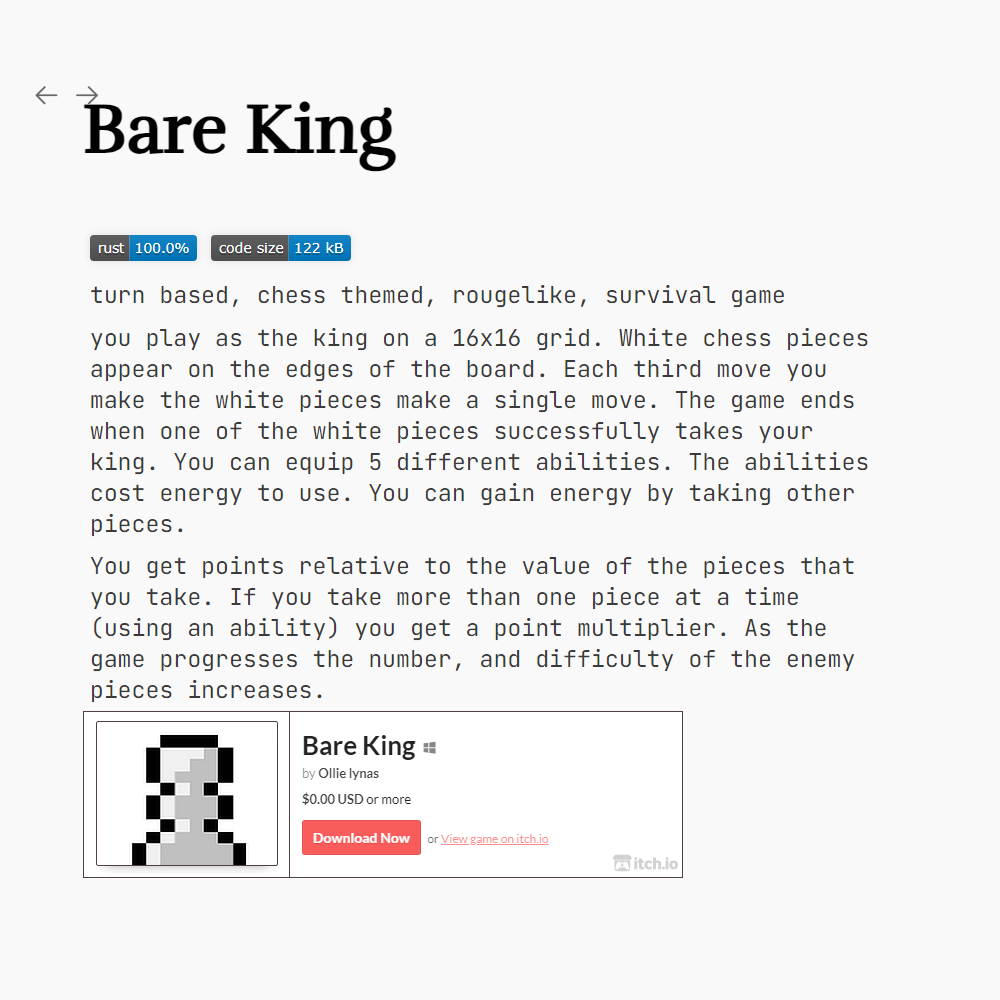 Bare King
rust 100.0% code size 122 kB
turn based, chess themed, rougelike, survival game
you play as the king on a 16x16 grid. White chess pieces
appear on the edges of the board. Each third move you
make the white pieces make a single move. The game ends
when one of the white pieces successfully takes your
king. You can equip 5 different abilities. The abilities
cost energy to use. You can gain energy by taking other
pieces.
You get points relative to the value of the pieces that
you take. If you take more than one piece at a time
(using an ability) you get a point multiplier. As the
game progresses the number, and difficulty of the enemy
pieces increases.
Bare King
by Ollie lynas
$0.00 USD or more
Download Now or View game on itch.io
itch.io